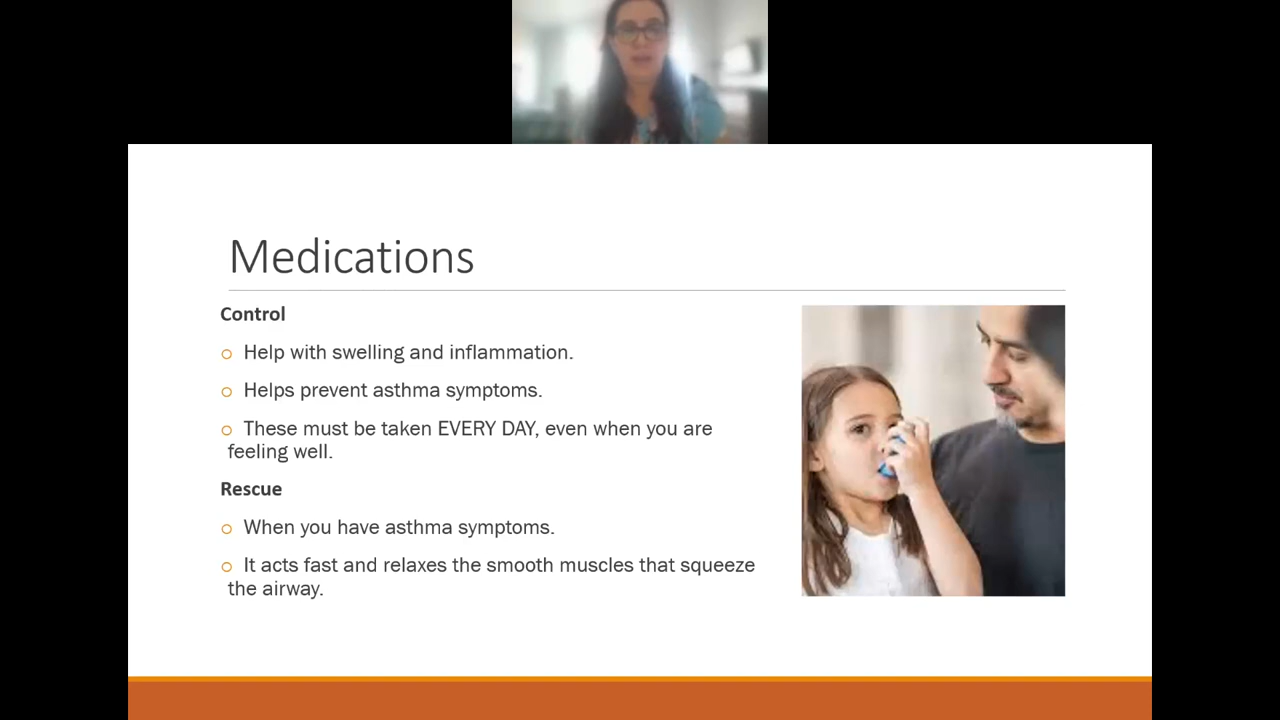 Medications
Control
o Help with swelling and inflammation.
o Helps prevent asthma symptoms.
o These must be taken EVERY DAY, even when you are
feeling well.
Rescue
o When you have asthma symptoms.
o It acts fast and relaxes the smooth muscles that squeeze
the airway.